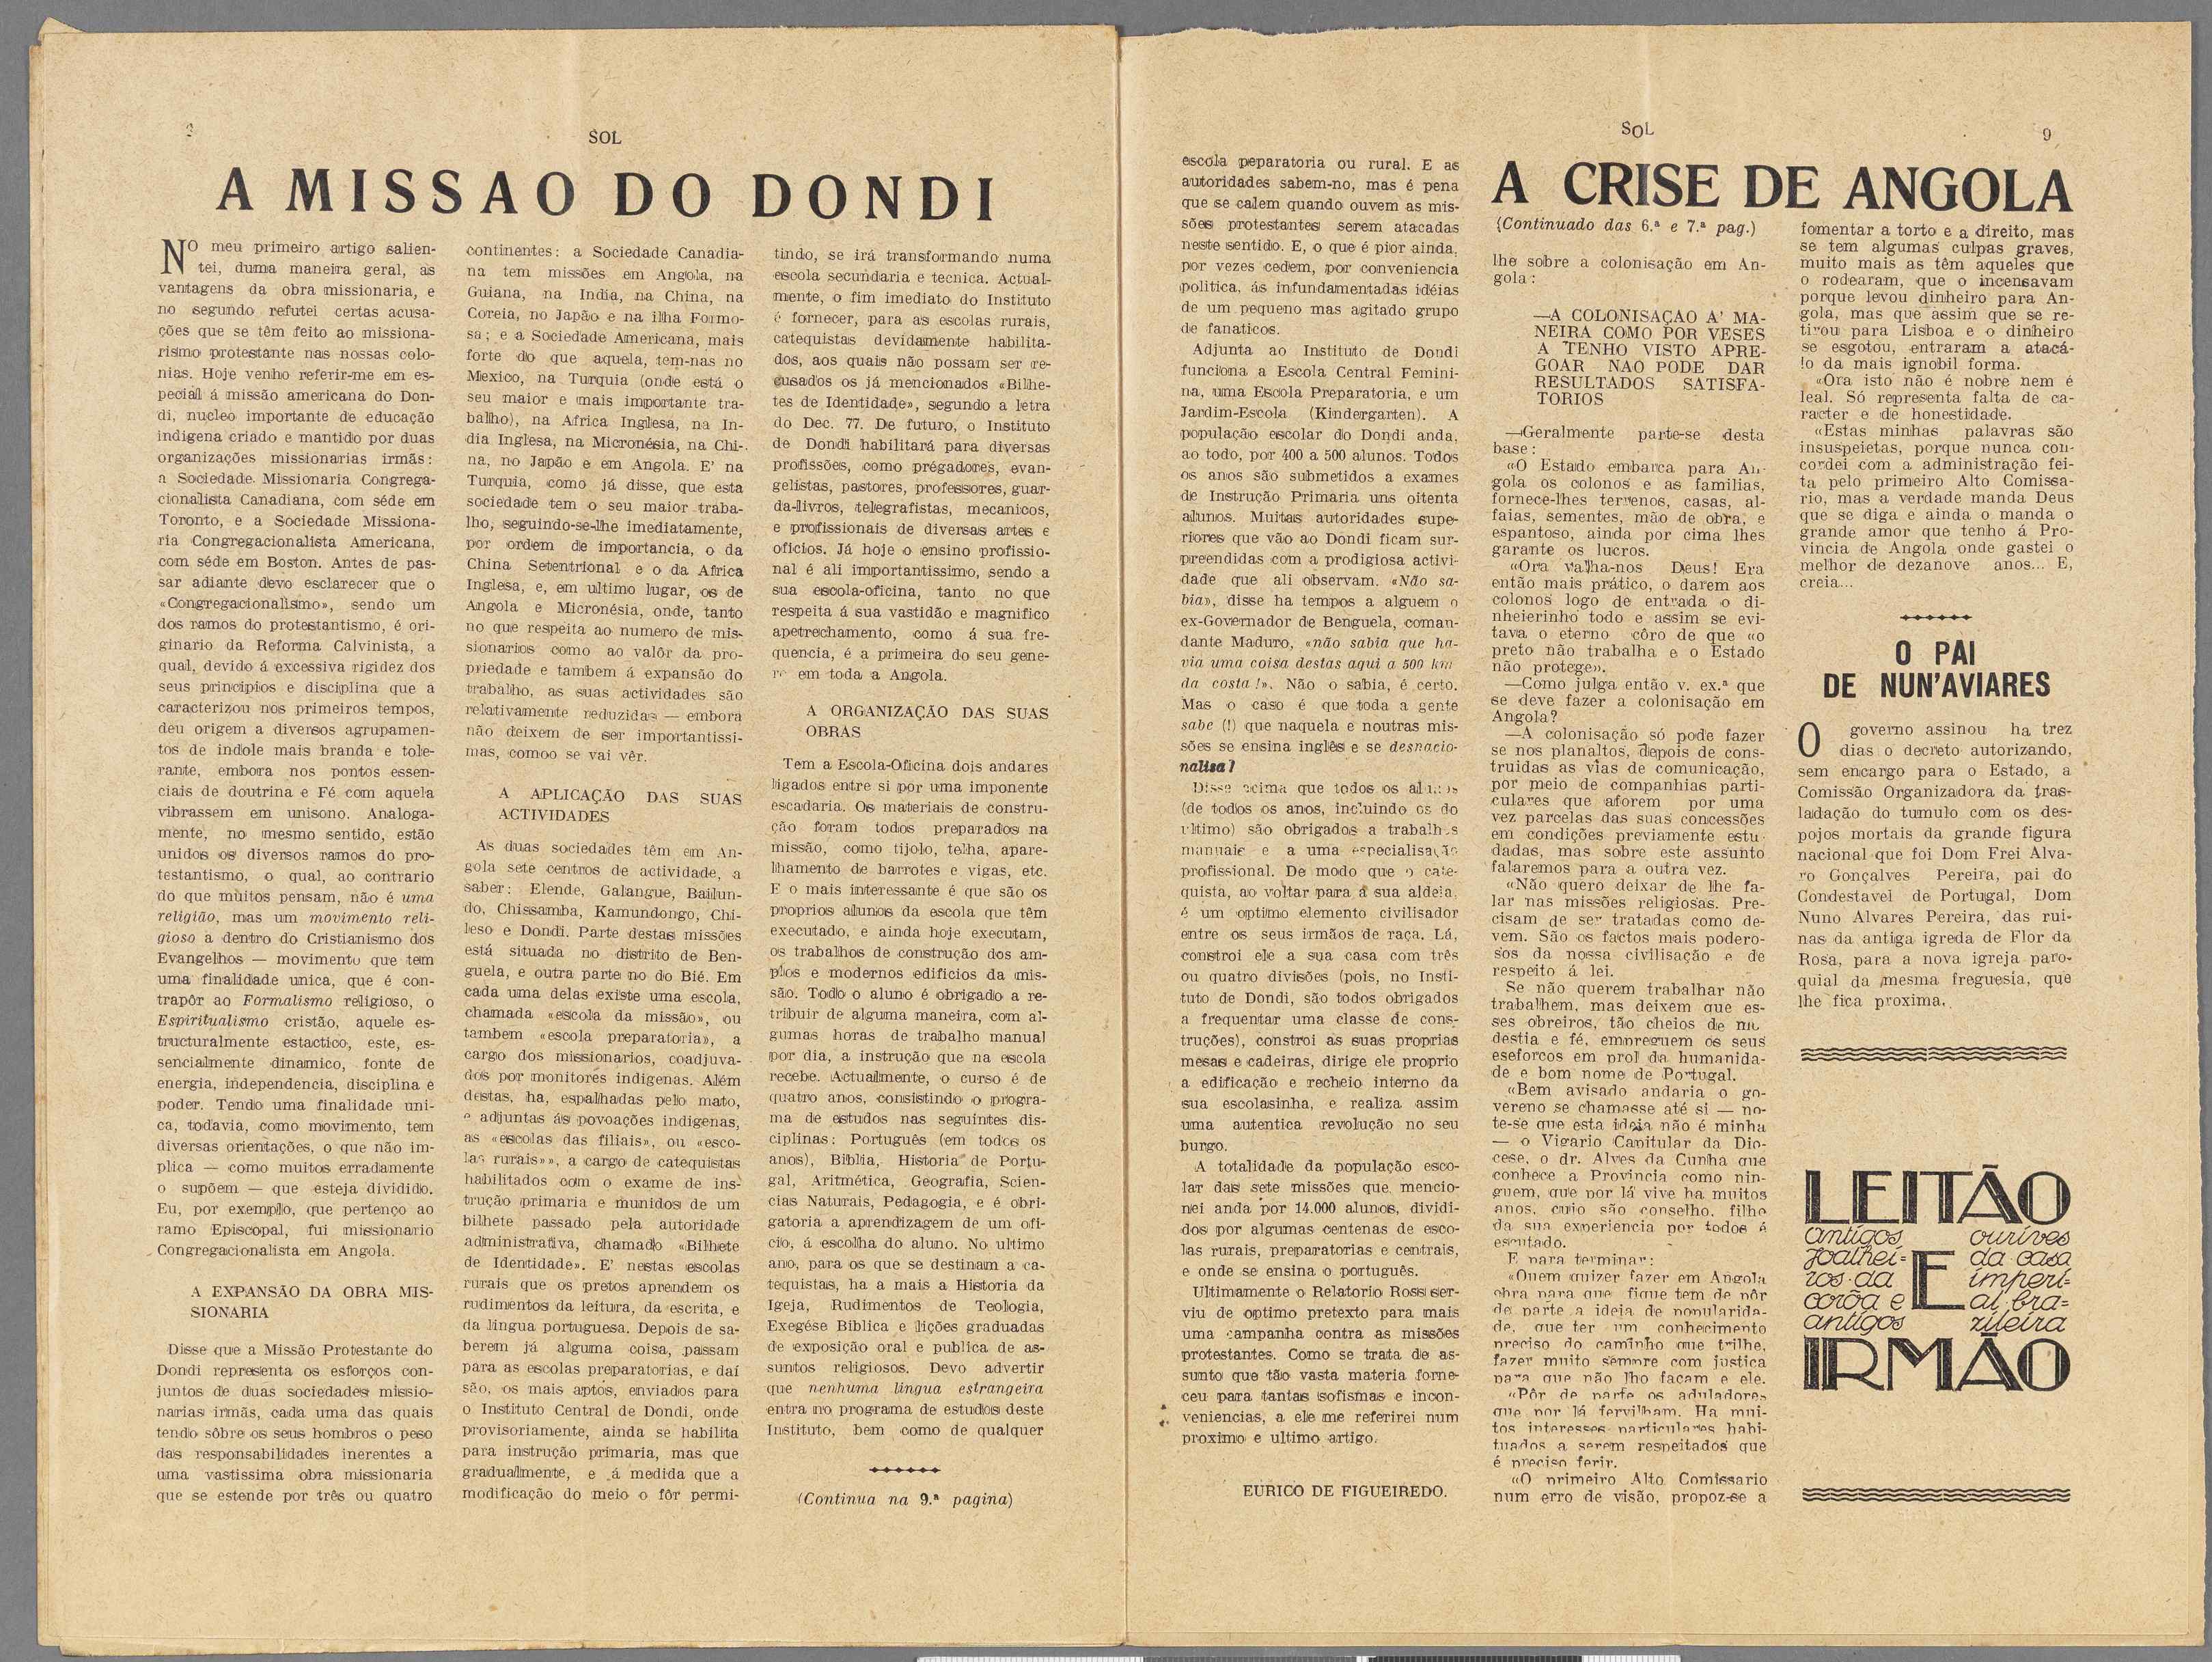 SOL
A MISSAO DO DONDI
No meu primeiro artigo salien-
tei, duma maneira geral, as
vantagens da obra missionaria, e
no segundo refutei certas acusa-
ções que se têm feito ao missiona-
rismo protestante nas nossas colo-
nias. Hoje venho referir-me em es-
pecial á missão americana do Don-
di, nucleo importante de educação
indigena criado e mantido por duas
organizações missionarias irmãs:
a Sociedade Missionaria Congrega-
cionalista Canadiana, com séde em
Toronto, e a Sociedade Missiona-
ria Congregacionalista Americana,
com séde em Boston. Antes de pas-
sar adiante devo esclarecer que o
«Congregacionalismo», sendo um
dos ramos do protestantismo, é ori-
ginario da Reforma Calvinista, a
qual, devido á excessiva rigidez dos
seus principios e disciplina que a
caracterizou nos primeiros tempos,
deu origem a diversos agrupamen-
tos de indole mais branda e tole-
rante, embora nos pontos essen-
ciais de doutrina e Fé com aquela
vibrassem em unisono. Analoga-
mente, no mesmo sentido, estão
unidos os diversos ramos do pro-
testantismo, o qual, ao contrario
do que muitos pensam, não é uma
religião, mas um movimento reli-
gioso a dentro do Cristianismo dos
Evangelhos — movimento que tem
uma finalidade unica, que é con-
trapôr ao Formalismo religioso, o
Espiritualismo cristão, aquele es-
tructuralmente estactico, este, es-
sencialmente dinamico, fonte de
energia, independencia, disciplina e
poder. Tendo uma finalidade uni-
ca, todavia, como movimento, tem
diversas orientações, o que não im-
plica — como muitos erradamente
o supõem — que esteja dividido.
Eu, por exemplo, que pertenço ao
ramo Episcopal, fui missionario
Congregacionalista em Angola.
A EXPANSÃO DA OBRA MIS-
SIONARIA
Disse que a Missão Protestante do
Dondi representa os esforços con-
juntos de duas sociedades missio-
narias irmãs, cada uma das quais
tendo sôbre os seus hombros o peso
das responsabilidades inerentes a
uma vastissima obra missionaria
que se estende por três ou quatro
continentes: a Sociedade Canadia-
na tem missões em Angola, na
Guiana, na India, na China, na
Coreia, no Japão e na ilha Formo-
sa; e a Sociedade Americana, mais
forte do que aquela, tem-nas no
Mexico, na Turquia (onde está o
seu maior e mais importante tra-
balho), na Africa Inglesa, na In-
dia Inglesa, na Micronésia, na Chi-
na, no Japão e em Angola. E' na
Turquia, como já disse, que esta
sociedade tem o seu maior traba-
lho, seguindo-se-lhe imediatamente,
por ordem de importancia, o da
China Setentrional e o da Africa
Inglesa, e, em ultimo lugar, os de
Angola e Micronésia, onde, tanto
no que respeita ao numero de mis-
sionarios como ao valôr da pro-
priedade e tambem á expansão do
trabalho, as suas actividades são
relativamente reduzidas — embora
não deixem de ser importantissi-
mas, comoo se vai vêr.
A APLICAÇÃO DAS SUAS
ACTIVIDADES
As duas sociedades têm em An-
gola sete centros de actividade, a
saber: Elende, Galangue, Bailun-
do, Chissamba, Kamundongo, Chi-
leso e Dondi. Parte destas missões
está situada no distrito de Ben-
guela, e outra parte no do Bié. Em
cada uma delas existe uma escola,
chamada «escola da missão», ou
tambem «escola preparatoria», a
cargo dos missionarios, coadjuva-
dos por monitores indigenas. Além
destas, ha, espalhadas pelo mato,
e adjuntas ás povoações indigenas,
as «escolas das filiais», ou «esco-
las rurais»», a cargo de catequistas
habilitados com o exame de ins-
trução primaria e munidos de um
bilhete passado pela autoridade
administrativa, chamado «Bilhete
de Identidade». E' nestas escolas
rurais que os pretos aprendem os
rudimentos da leitura, da escrita, e
da lingua portuguesa. Depois de sa-
berem já alguma coisa, passam
para as escolas preparatorias, e daí
são, os mais aptos, enviados para
o Instituto Central de Dondi, onde
provisoriamente, ainda se habilita
para instrução primaria, mas que
gradualmente, e á medida que a
modificação do meio o fôr permi-
tindo, se irá transformando numa
escola secundaria e tecnica. Actual-
mente, o fim imediato do Instituto
é fornecer, para as escolas rurais,
catequistas devidamente habilita-
dos, aos quais não possam ser re-
cusados os já mencionados «Bilhe-
tes de Identidade», segundo a letra
do Dec. 77. De futuro, o Instituto
de Dondi habilitará para diversas
profissões, como prégadores, evan-
gelistas, pastores, professores, guar-
da-livros, telegrafistas, mecanicos,
e profissionais de diversas artes e
oficios. Já hoje o ensino profissio-
nal é ali importantissimo, sendo a
sua escola-oficina, tanto no que
respeita á sua vastidão e magnifico
apetrechamento, como á sua fre-
quencia, é a primeira do seu gene-
ro em toda a Angola.
A ORGANIZAÇÃO DAS SUAS
OBRAS
Tem a Escola-Oficina dois andares
ligados entre si por uma imponente
escadaria. Os materiais de constru-
ção foram todos preparados na
missão, como tijolo, telha, apare-
lhamento de barrotes e vigas, etc.
E o mais interessante é que são os
proprios alunos da escola que têm
executado, e ainda hoje executam,
os trabalhos de construção dos am-
plos e modernos edificios da mis-
são. Todo o aluno é obrigado a re-
tribuir de alguma maneira, com al-
gumas horas de trabalho manual
por dia, a instrução que na escola
recebe. Actualmente, o curso é de
quatro anos, consistindo o progra-
ma de estudos nas seguintes dis-
ciplinas: Português (em todos os
anos), Biblia, Historia de Portu-
gal, Aritmética, Geografia, Scien-
cias Naturais, Pedagogia, e é obri-
gatoria a aprendizagem de um ofi-
cio, á escolha do aluno. No ultimo
ano, para os que se destinam a ca-
tequistas, ha a mais a Historia da
Igeja, Rudimentos de Teologia,
Exegése Biblica e lições graduadas
de exposição oral e publica de as-
suntos religiosos. Devo advertir
que nenhuma lingua estrangeira
entra no programa de estudos deste
Instituto, bem como de qualquer
(Continua na 9.ª pagina)
SOL
9
escola peparatoria ou rural. E as
autoridades sabem-no, mas é pena
que se calem quando ouvem as mis-
sões protestantes serem atacadas
neste sentido. E, o que é pior ainda,
por vezes cedem, por conveniencia
politica, ás infundamentadas idéias
de um pequeno mas agitado grupo
de fanaticos.
Adjunta ao Instituto de Dondi
funciona a Escola Central Femini-
na, uma Escola Preparatoria, e um
Jardim-Escola (Kindergarten). A
população escolar do Dondi anda,
ao todo, por 400 a 500 alunos. Todos
os anos são submetidos a exames
de Instrução Primaria uns oitenta
alunos. Muitas autoridades supe-
riores que vão ao Dondi ficam sur-
preendidas com a prodigiosa activi-
dade que ali observam. «Não sa-
bia», disse ha tempos a alguem o
ex-Governador de Benguela, coman-
dante Maduro, «não sabia que ha-
via uma coisa destas aqui a 500 km
da costa!». Não o sabia, é certo.
Mas o caso é que toda a gente
sabe (!) que naquela e noutras mis-
sões se ensina inglês e se desnacio-
nalisa!
Disse acima que todos os alunos
(de todos os anos, incluindo os do
ultimo) são obrigados a trabalhos
manuais e a uma especialisação
profissional. De modo que o cate-
quista, ao voltar para a sua aldeia,
é um optimo elemento civilisador
entre os seus irmãos de raça. Lá,
constroi ele a sua casa com três
ou quatro divisões (pois, no Insti-
tuto de Dondi, são todos obrigados
a frequentar uma classe de cons-
truções), constroi as suas proprias
mesas e cadeiras, dirige ele proprio
a edificação e recheio interno da
sua escolasinha, e realiza assim
uma autentica revolução no seu
burgo.
A totalidade da população esco-
lar das sete missões que mencio-
nei anda por 14.000 alunos, dividi-
dos por algumas centenas de esco-
las rurais, preparatorias e centrais,
e onde se ensina o português.
Ultimamente o Relatorio Ross ser-
viu de optimo pretexto para mais
uma campanha contra as missões
protestantes. Como se trata de as-
sunto que tão vasta materia forne-
ceu para tantas sofismas e incon-
veniencias, a ele me referirei num
proximo e ultimo artigo.
EURICO DE FIGUEIREDO.
A CRISE DE ANGOLA
(Continuado das 6.ª e 7.ª pag.)
lhe sobre a colonisação em An-
gola:
—A COLONISAÇAO A' MA-
NEIRA COMO POR VESES
A TENHO VISTO APRE-
GOAR NAO PODE DAR
RESULTADOS SATISFA-
TORIOS
—Geralmente parte-se desta
base:
«O Estado embarca para An-
gola os colonos e as familias,
fornece-lhes terrenos, casas, al-
faias, sementes, mão de obra, e
espantoso, ainda por cima lhes
garante os lucros.
«Ora valha-nos Deus! Era
então mais prático, o darem aos
colonos logo de entrada o di-
nheirinho todo e assim se evi-
tava o eterno côro de que «o
preto não trabalha e o Estado
não protege».
—Como julga então v. ex.ª que
se deve fazer a colonisação em
Angola?
—A colonisação só pode fazer
se nos planaltos, depois de cons-
truidas as vias de comunicação,
por meio de companhias parti-
culares que aforem por uma
vez parcelas das suas concessões
em condições previamente estu-
dadas, mas sobre este assunto
falaremos para a outra vez.
«Não quero deixar de lhe fa-
lar nas missões religiosas. Pre-
cisam de ser tratadas como de-
vem. São os factos mais podero-
sos da nossa civilisação e de
respeito á lei.
Se não querem trabalhar não
trabalhem, mas deixem que es-
ses obreiros, tão cheios de mo-
destia e fé, empreguem os seus
eseforcos em prol da humanida-
de e bom nome de Portugal.
«Bem avisado andaria o go-
vereno se chamasse até si — no-
te-se que esta ideia não é minha
— o Vigario Capitular da Dio-
cese, o dr. Alves da Cunha que
conhece a Provincia como nin-
guem, que por lá vive ha muitos
anos, cujo são conselho, filho
da sua experiencia por todos é
escutado.
E para terminar:
«Quem quizer fazer em Angola
obra para que fique tem de pôr
de parte a ideia de popularida-
de, que ter um conhecimento
preciso do caminho que trilhe,
fazer muito sempre com justica
para que não lho facam e ele.
«Pôr de parte os aduladores
que por lá fervilham. Ha mui-
tos interesses particulares habi-
tuados a serem respeitados que
é preciso ferir.
«O primeiro Alto Comissario
num erro de visão, propoz-se a
fomentar a torto e a direito, mas
se tem algumas culpas graves,
muito mais as têm aqueles que
o rodearam, que o incensavam
porque levou dinheiro para An-
gola, mas que assim que se re-
tirou para Lisboa e o dinheiro
se esgotou, entraram a atacá-
lo da mais ignobil forma.
«Ora isto não é nobre nem é
leal. Só representa falta de ca-
racter e de honestidade.
«Estas minhas palavras são
insuspeietas, porque nunca con-
cordei com a administração fei-
ta pelo primeiro Alto Comissa-
rio, mas a verdade manda Deus
que se diga e ainda o manda o
grande amor que tenho á Pro-
vincia de Angola onde gastei o
melhor de dezanove anos... E,
creia...
O PAI
DE NUN'AVIARES
O governo assinou ha trez
dias o decreto autorizando,
sem encargo para o Estado, a
Comissão Organizadora da tras-
ladação do tumulo com os des-
pojos mortais da grande figura
nacional que foi Dom Frei Alva-
ro Gonçalves Pereira, pai do
Condestavel de Portugal, Dom
Nuno Alvares Pereira, das rui-
nas da antiga igreda de Flor da
Rosa, para a nova igreja paro-
quial da mesma freguesia, que
lhe fica proxima.
LEITÃO
antigos
joalhei-
ros da
corôa e
antigos
E
ourives
da casa
imperi-
al bra-
zileira
IRMÃO